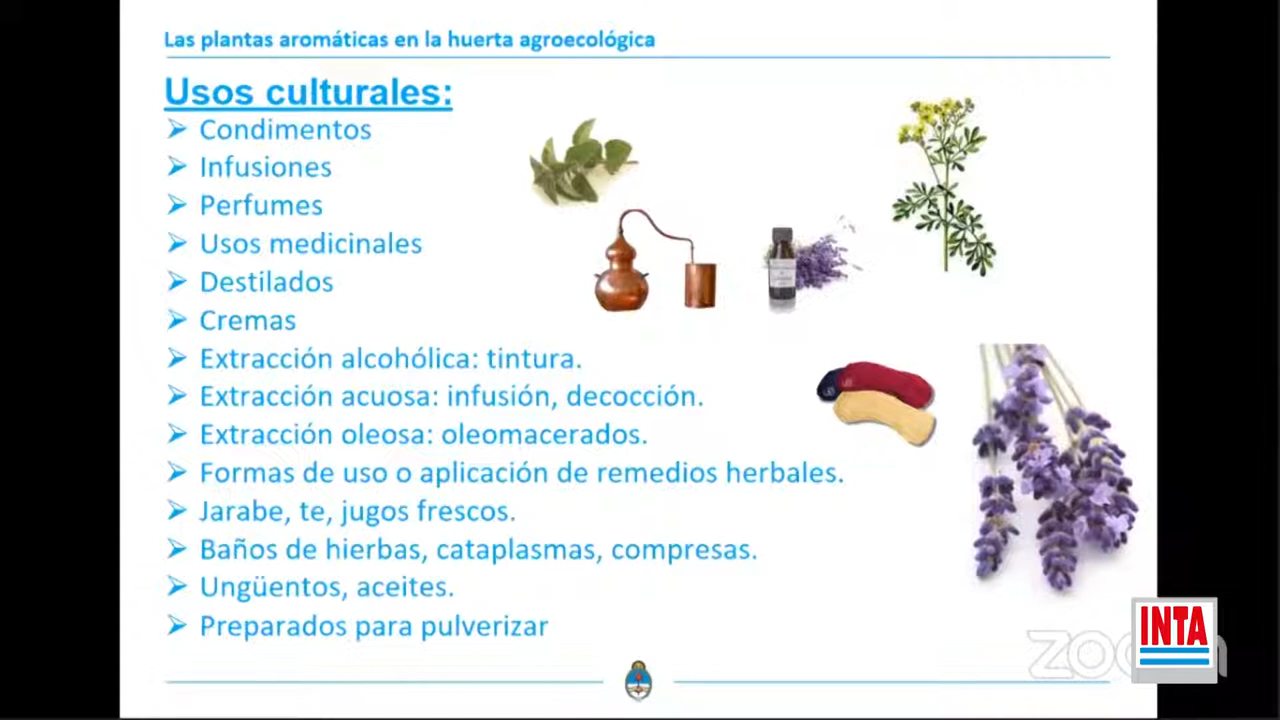 Las plantas aromáticas en la huerta agroecológica
Usos culturales:
Condimentos
Infusiones
Perfumes
Usos medicinales
Destilados
Cremas
Extracción alcohólica: tintura.
Extracción acuosa: infusión, decocción.
Extracción oleosa: oleomacerados.
Formas de uso o aplicación de remedios herbales.
Jarabe, te, jugos frescos.
Baños de hierbas, cataplasmas, compresas.
Ungüentos, aceites.
Preparados para pulverizar
INTA